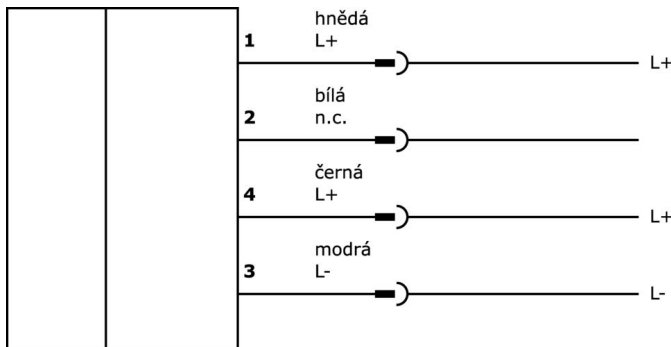 hnědá
1 L+ L+
bílá
2 n.c.
černá
4 L+ L+
modrá
3 L- L-